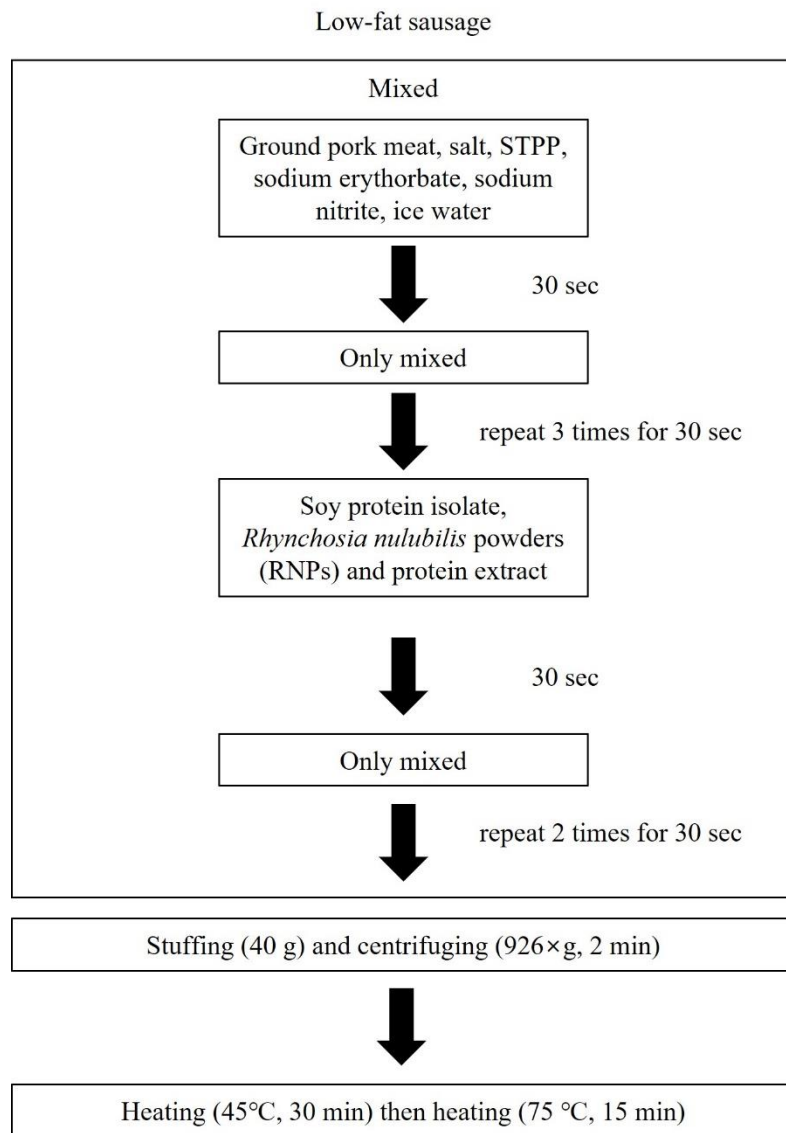 Low-fat sausage
Mixed
Ground pork meat, salt, STPP,
sodium erythorbate, sodium
nitrite, ice water
30 sec
Only mixed
repeat 3 times for 30 sec
Soy protein isolate,
Rhynchosia nulubilis powders
(RNPs) and protein extract
30 sec
Only mixed
repeat 2 times for 30 sec
Stuffing (40 g) and centrifuging (926×g, 2 min)
Heating (45℃, 30 min) then heating (75 ℃, 15 min)